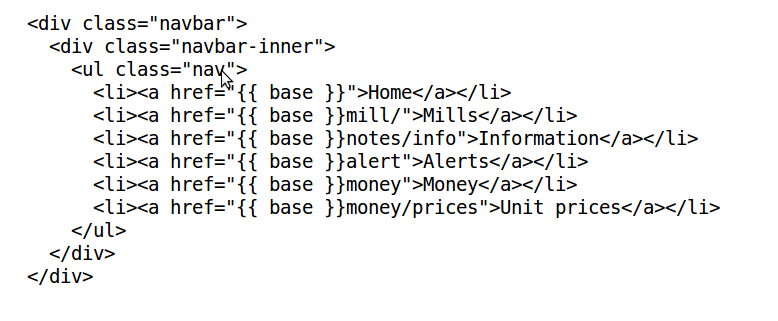 <div class="navbar">
  <div class="navbar-inner">
    <ul class="nav">
      <li><a href="{{ base }}">Home</a></li>
      <li><a href="{{ base }}mill/">Mills</a></li>
      <li><a href="{{ base }}notes/info">Information</a></li>
      <li><a href="{{ base }}alert">Alerts</a></li>
      <li><a href="{{ base }}money">Money</a></li>
      <li><a href="{{ base }}money/prices">Unit prices</a></li>
    </ul>
  </div>
</div>